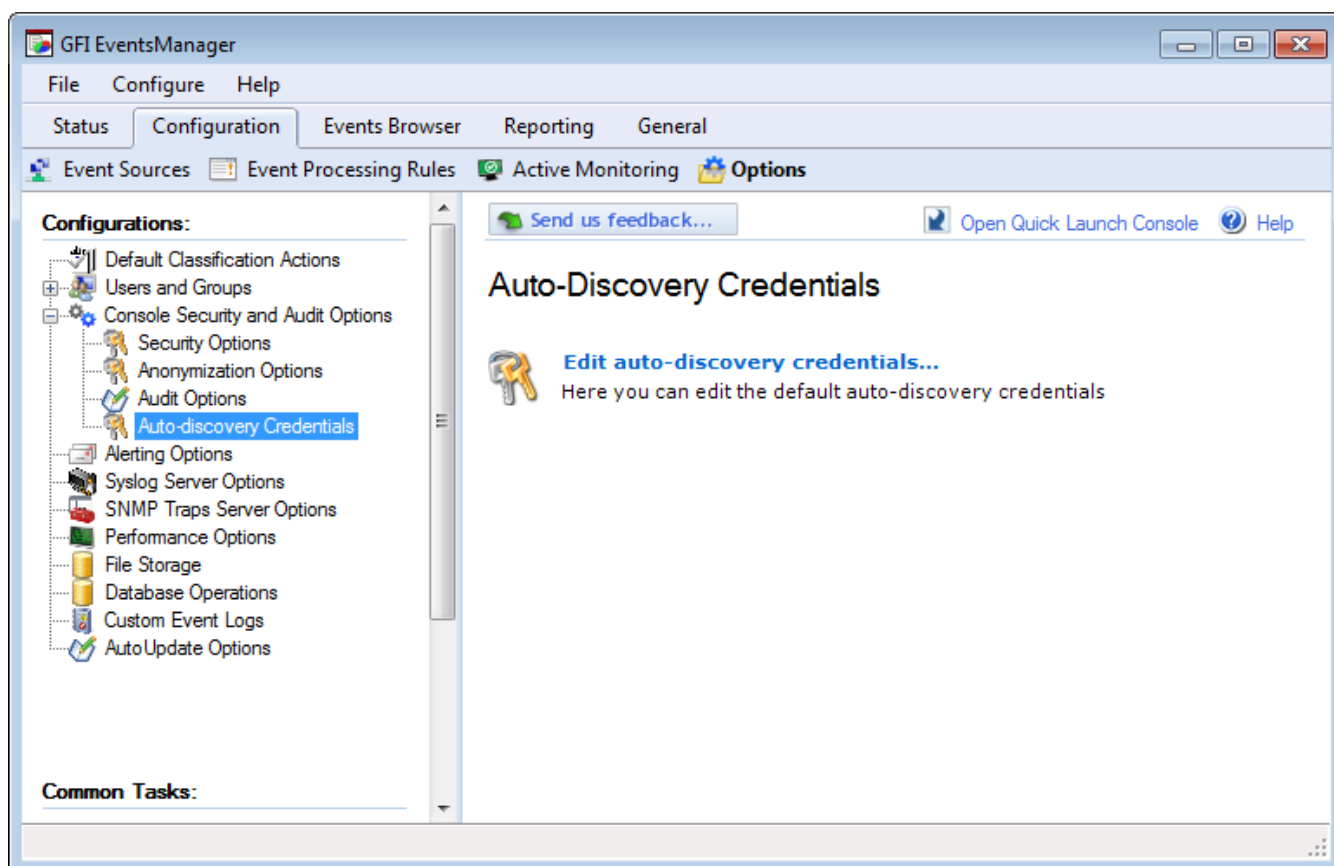 GFI EventsManager
File Configure Help
Status Configuration Events Browser Reporting General
Event Sources Event Processing Rules Active Monitoring Options
Configurations:
Default Classification Actions
Users and Groups
Console Security and Audit Options
Security Options
Anonymization Options
Audit Options
Auto-discovery Credentials
Alerting Options
Syslog Server Options
SNMP Traps Server Options
Performance Options
File Storage
Database Operations
Custom Event Logs
AutoUpdate Options
Common Tasks:
Send us feedback... Open Quick Launch Console Help
Auto-Discovery Credentials
Edit auto-discovery credentials...
Here you can edit the default auto-discovery credentials